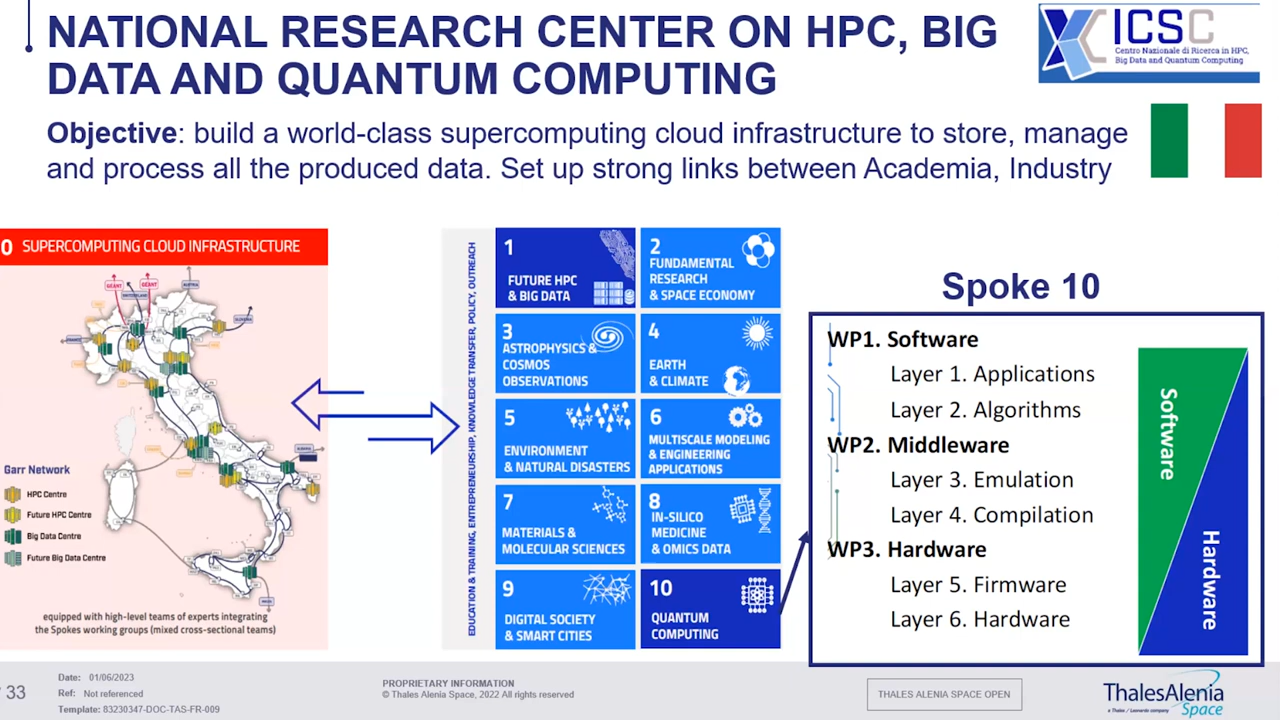 NATIONAL RESEARCH CENTER ON HPC, BIG
DATA AND QUANTUM COMPUTING
ICSC
Centro Nazionale di Ricerca in HPC,
Big Data and Quantum Computing
Objective: build a world-class supercomputing cloud infrastructure to store, manage
and process all the produced data. Set up strong links between Academia, Industry
0 SUPERCOMPUTING CLOUD INFRASTRUCTURE
GÉANT
GÉANT
Garr Network
HPC Centre
Future HPC Centre
Big Data Centre
Future Big Data Centre
equipped with high-level teams of experts integrating
the Spokes working groups (mixed cross-sectional teams)
EDUCATION & TRAINING, ENTREPRENEURSHIP, KNOWLEDGE TRANSFER, POLICY, OUTREACH
1
FUTURE HPC
& BIG DATA
2
FUNDAMENTAL
RESEARCH
& SPACE ECONOMY
3
ASTROPHYSICS &
COSMOS
OBSERVATIONS
4
EARTH
& CLIMATE
5
ENVIRONMENT
& NATURAL DISASTERS
6
MULTISCALE MODELING
& ENGINEERING
APPLICATIONS
7
MATERIALS &
MOLECULAR SCIENCES
8
IN-SILICO
MEDICINE
& OMICS DATA
9
DIGITAL SOCIETY
& SMART CITIES
10
QUANTUM
COMPUTING
Spoke 10
WP1. Software
Layer 1. Applications
Layer 2. Algorithms
WP2. Middleware
Layer 3. Emulation
Layer 4. Compilation
WP3. Hardware
Layer 5. Firmware
Layer 6. Hardware
Software
Hardware
33
Date: 01/06/2023
Ref: Not referenced
Template: 83230347-DOC-TAS-FR-009
PROPRIETARY INFORMATION
© Thales Alenia Space, 2022 All rights reserved
THALES ALENIA SPACE OPEN
ThalesAlenia
a Thales / Leonardo company
Space